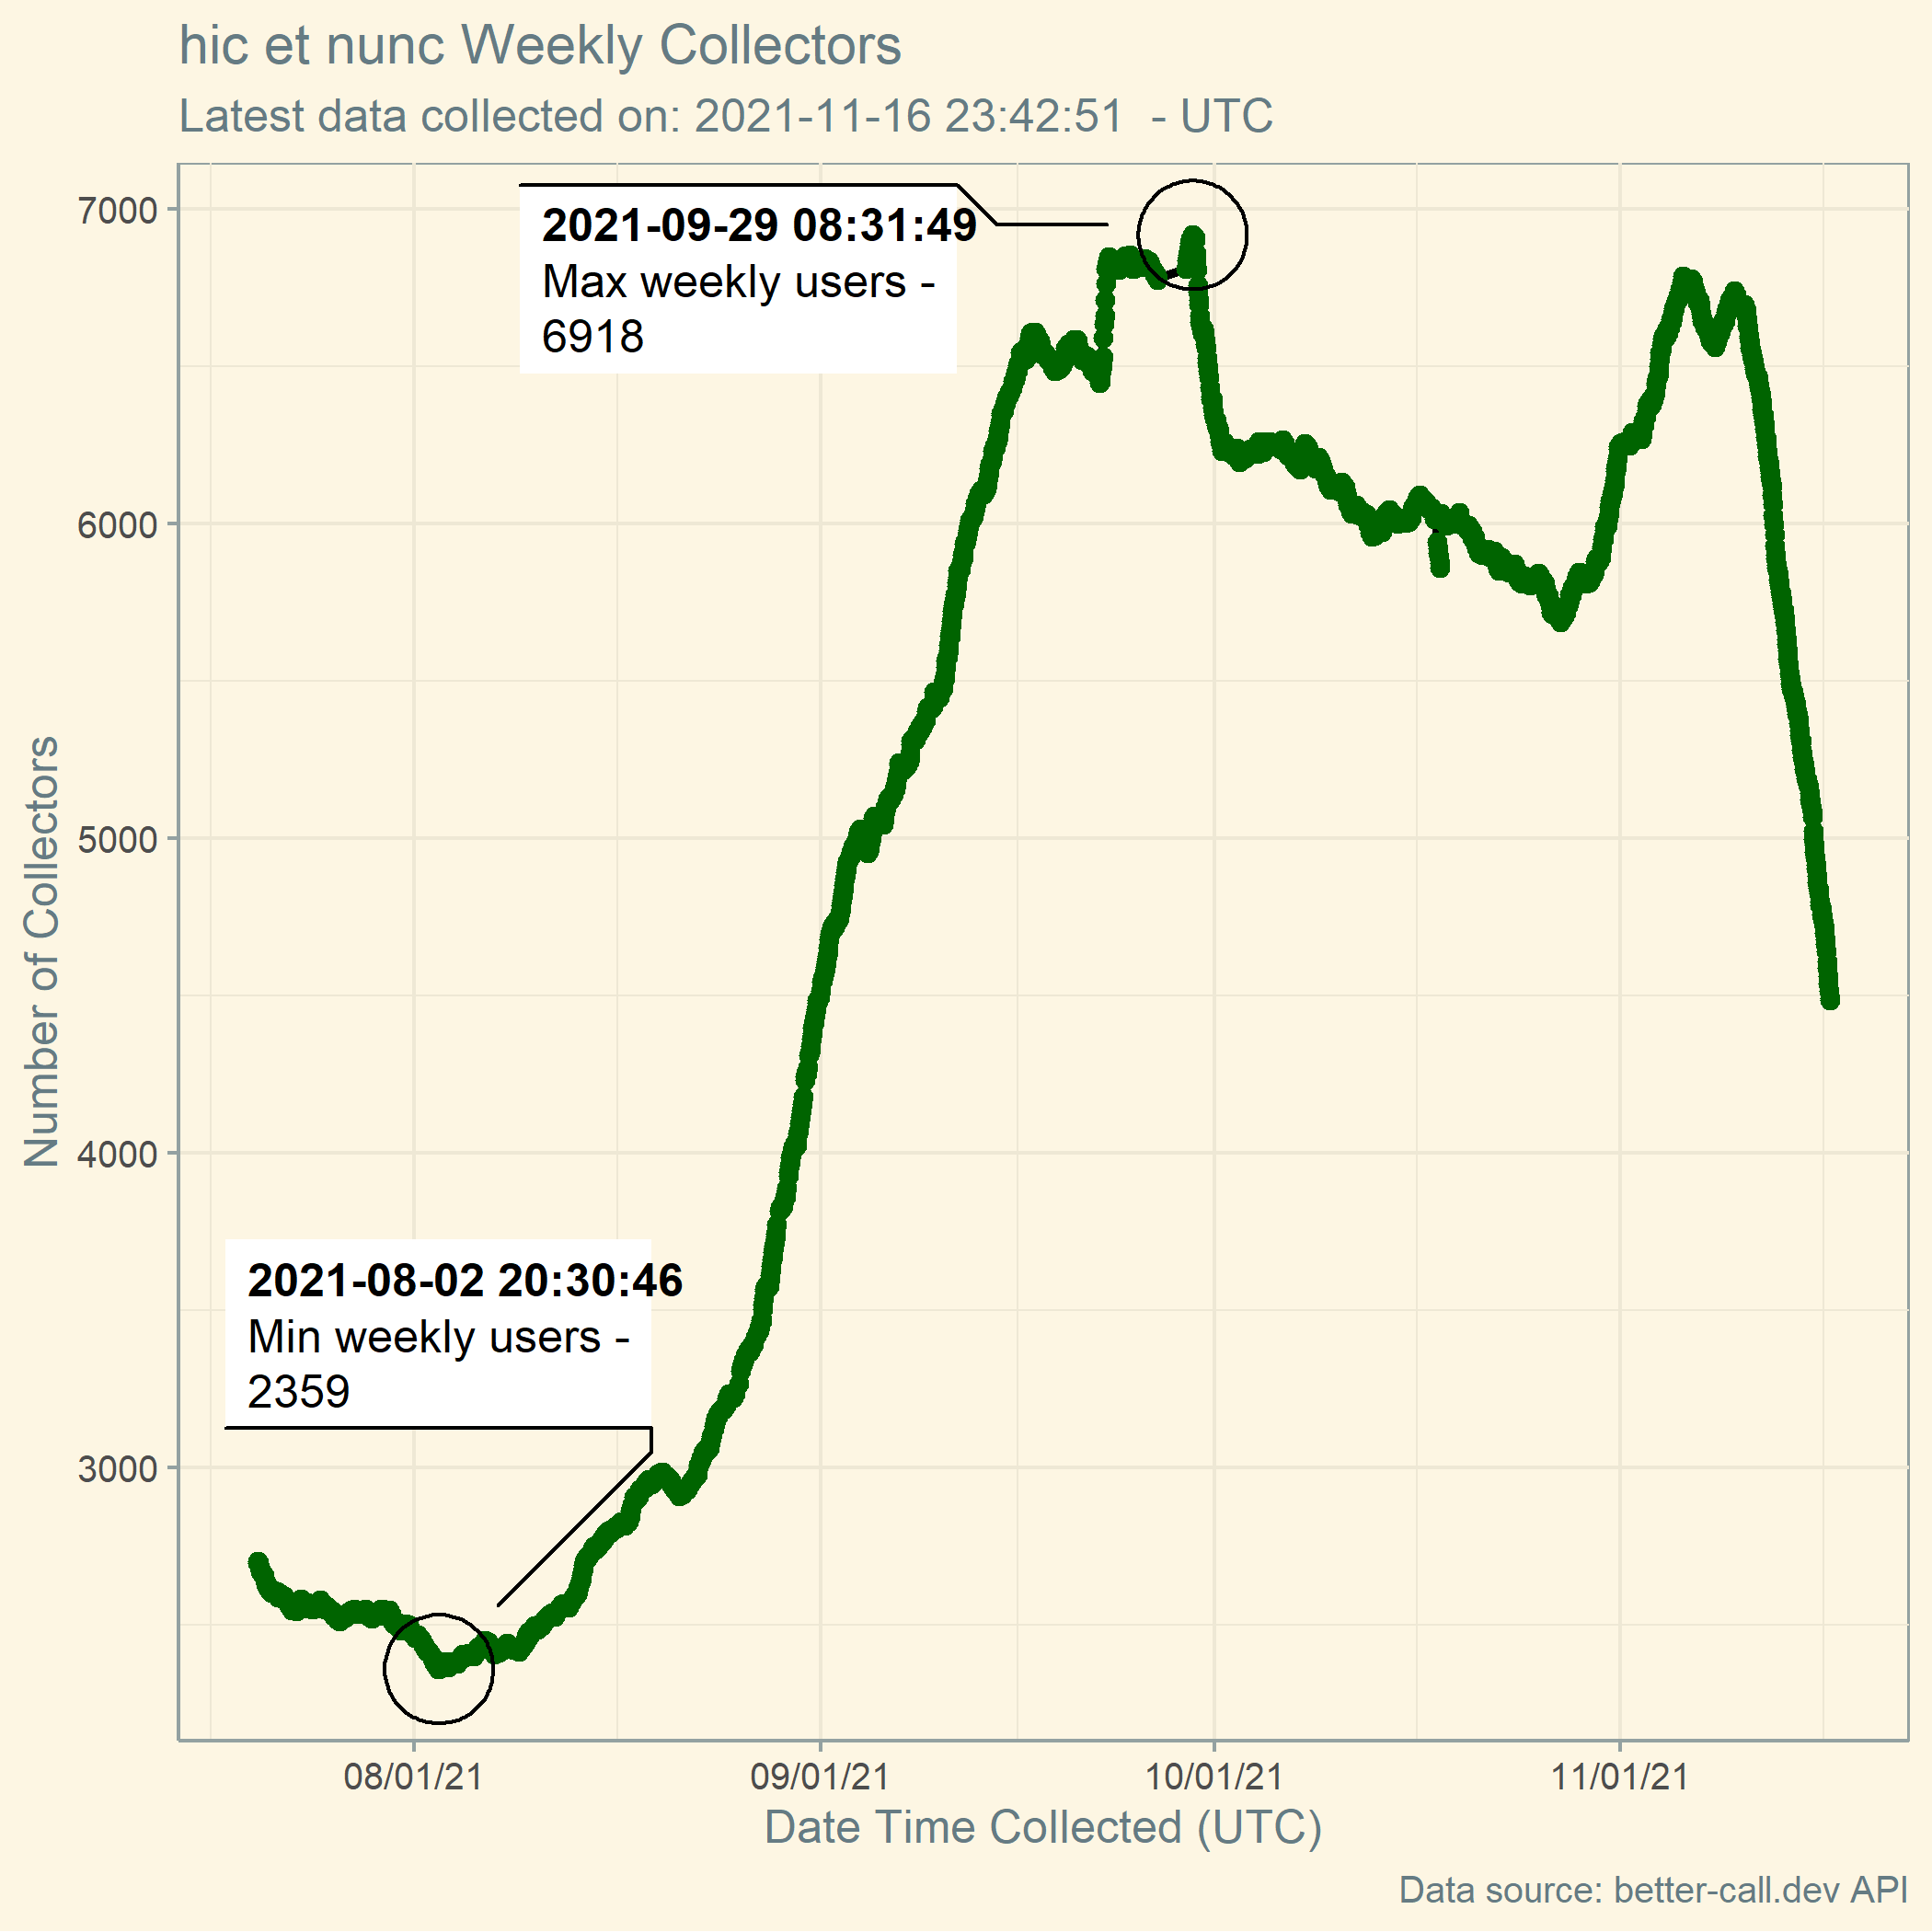 hic et nunc Weekly Collectors
Latest data collected on: 2021-11-16 23:42:51  - UTC
7000
6000
5000
4000
3000
Number of Collectors
2021-09-29 08:31:49
Max weekly users -
6918
2021-08-02 20:30:46
Min weekly users -
2359
08/01/21
09/01/21
10/01/21
11/01/21
Date Time Collected (UTC)
Data source: better-call.dev API